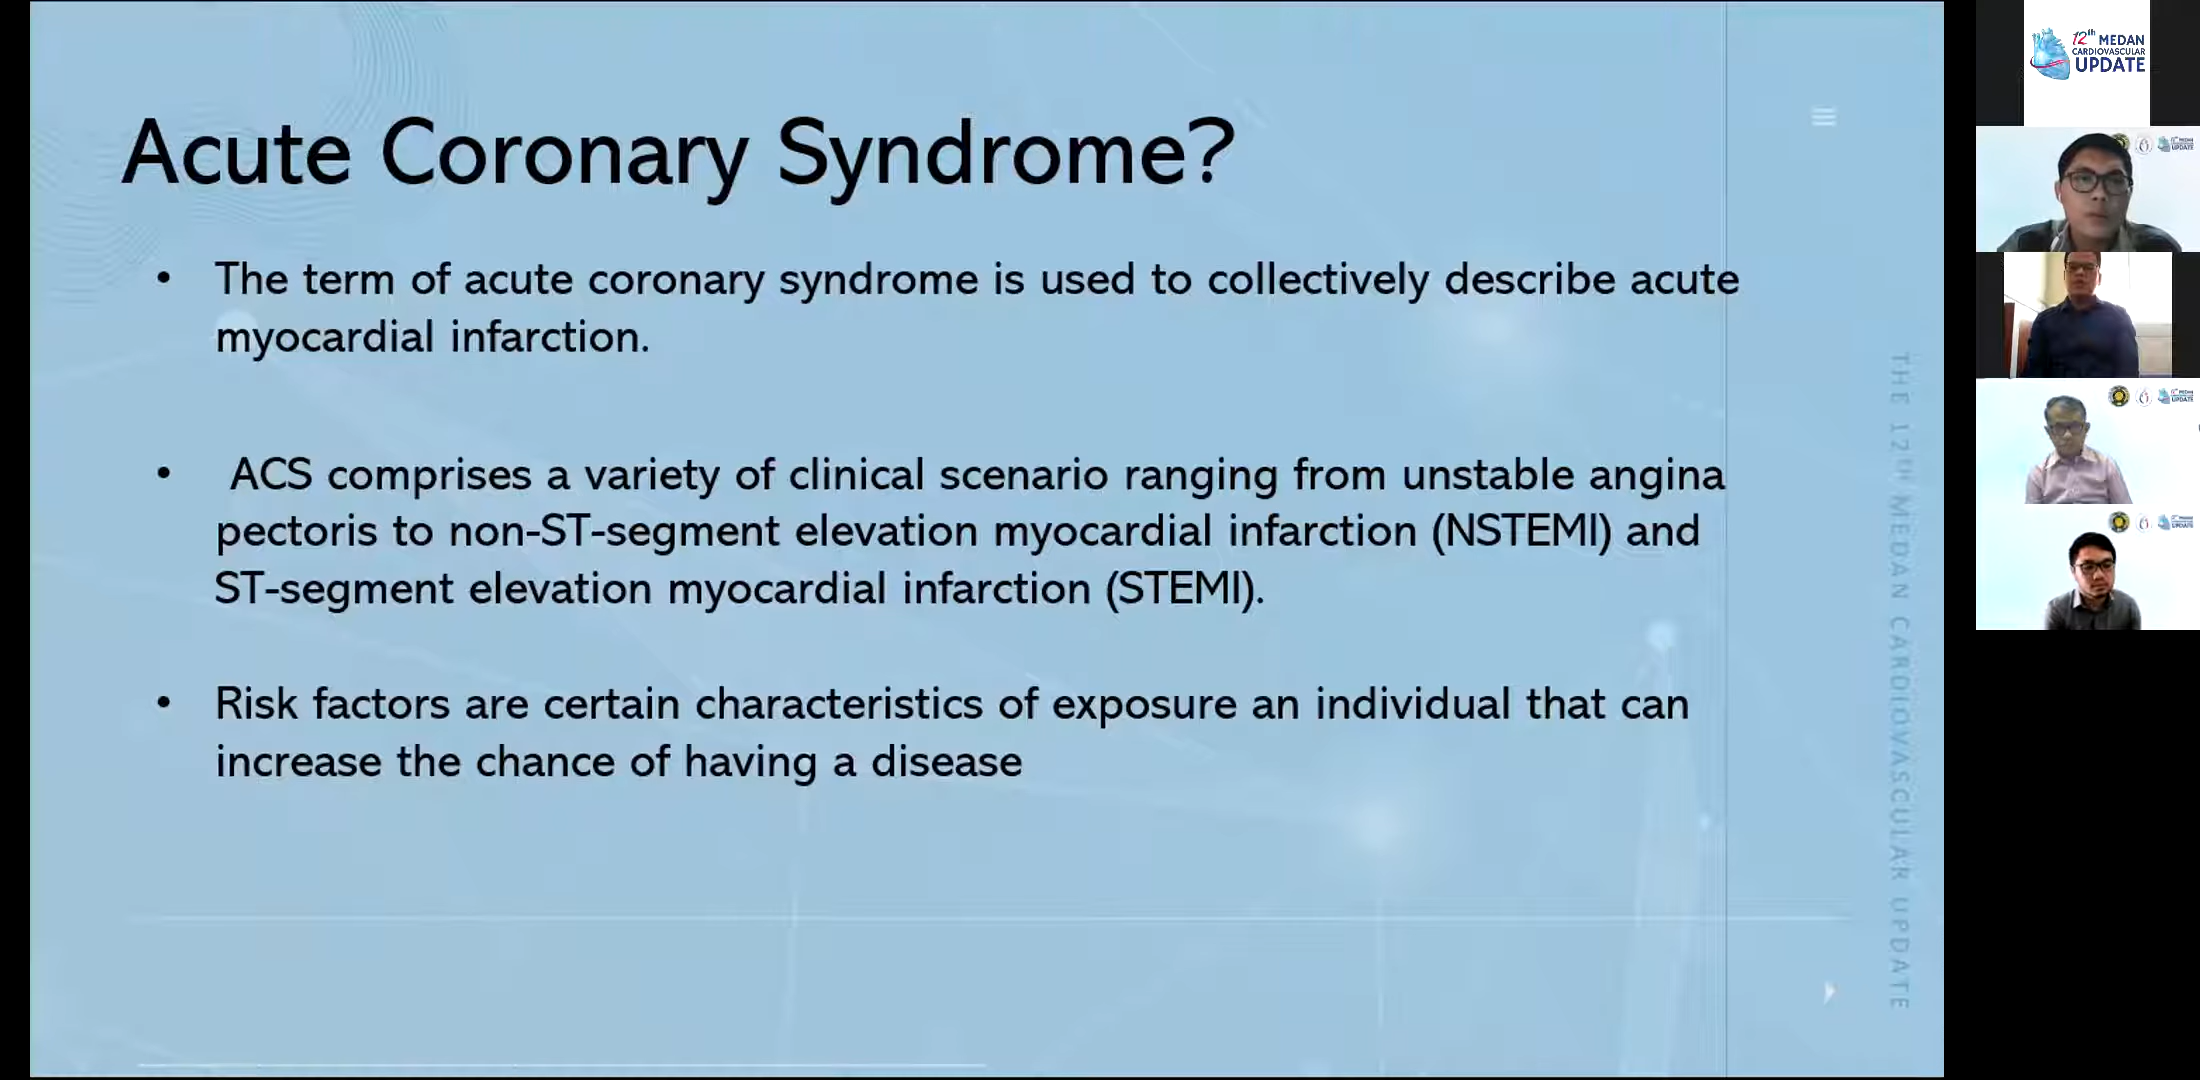 Acute Coronary Syndrome?
• The term of acute coronary syndrome is used to collectively describe acute
myocardial infarction.
• ACS comprises a variety of clinical scenario ranging from unstable angina
pectoris to non-ST-segment elevation myocardial infarction (NSTEMI) and
ST-segment elevation myocardial infarction (STEMI).
• Risk factors are certain characteristics of exposure an individual that can
increase the chance of having a disease
THE 12TH MEDAN CARDIOVASCULAR UPDATE
12th MEDAN
CARDIOVASCULAR
UPDATE